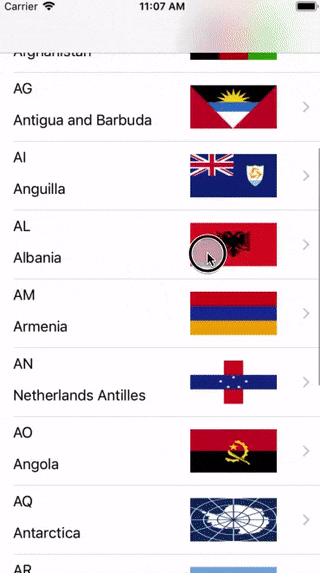 Carrier 11:07 AM
Afghanistan
AG
Antigua and Barbuda
AI
Anguilla
AL
Albania
AM
Armenia
AN
Netherlands Antilles
AO
Angola
AQ
Antarctica
AR